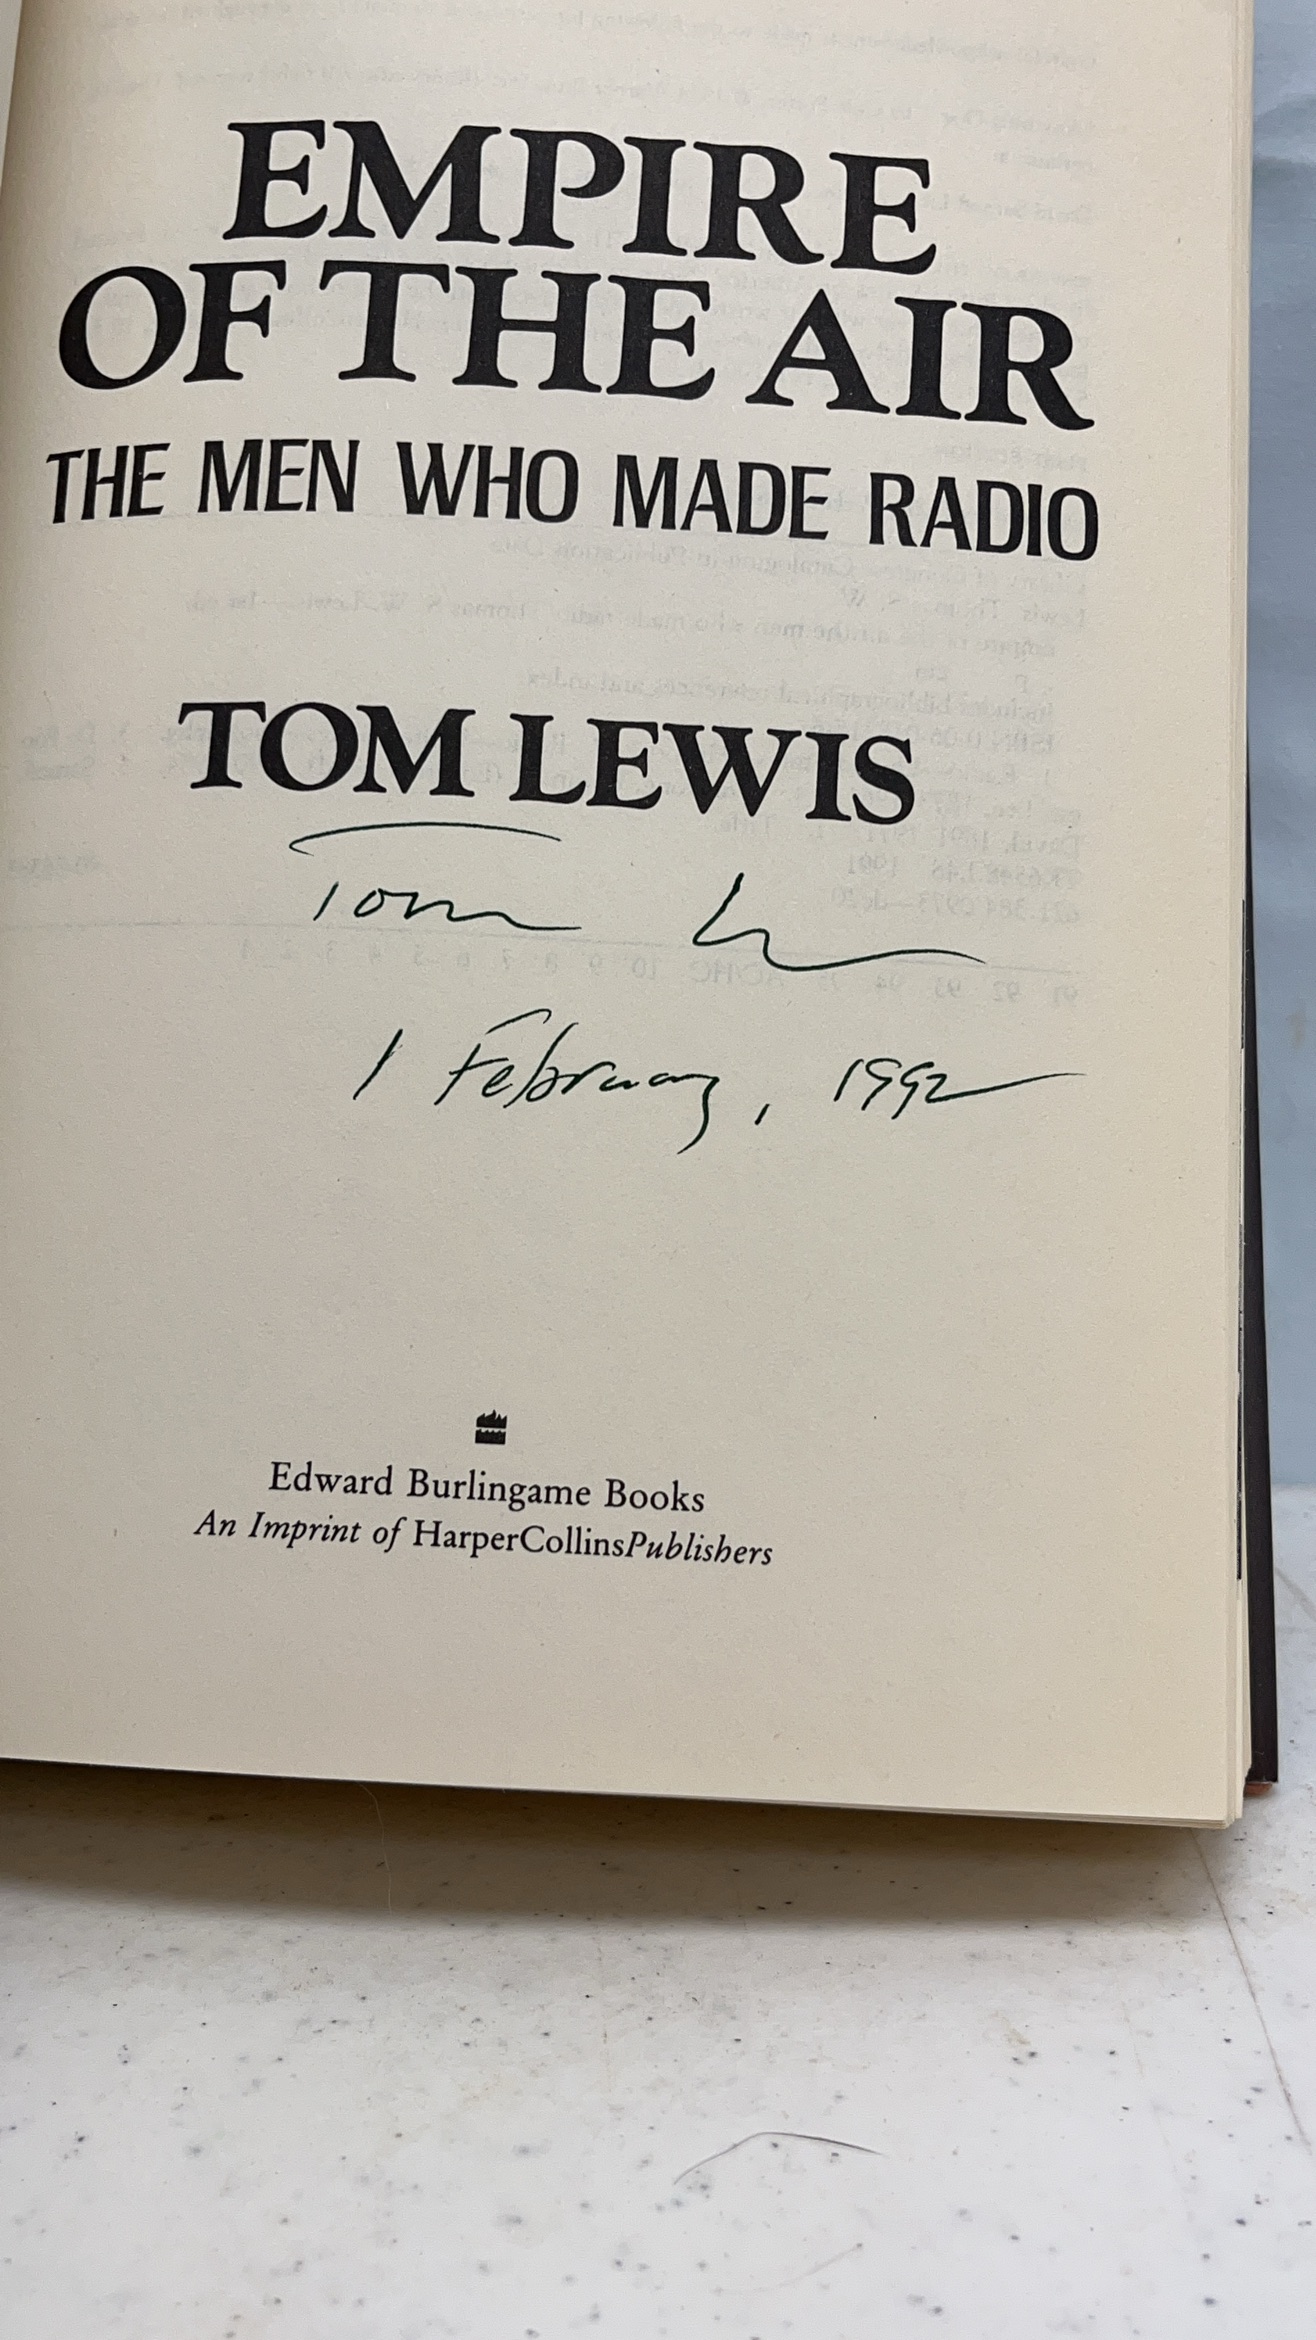 EMPIRE
OF THE AIR
THE MEN WHO MADE RADIO
TOM LEWIS
Tom Lewis
1 February, 1992
Edward Burlingame Books
An Imprint of HarperCollinsPublishers